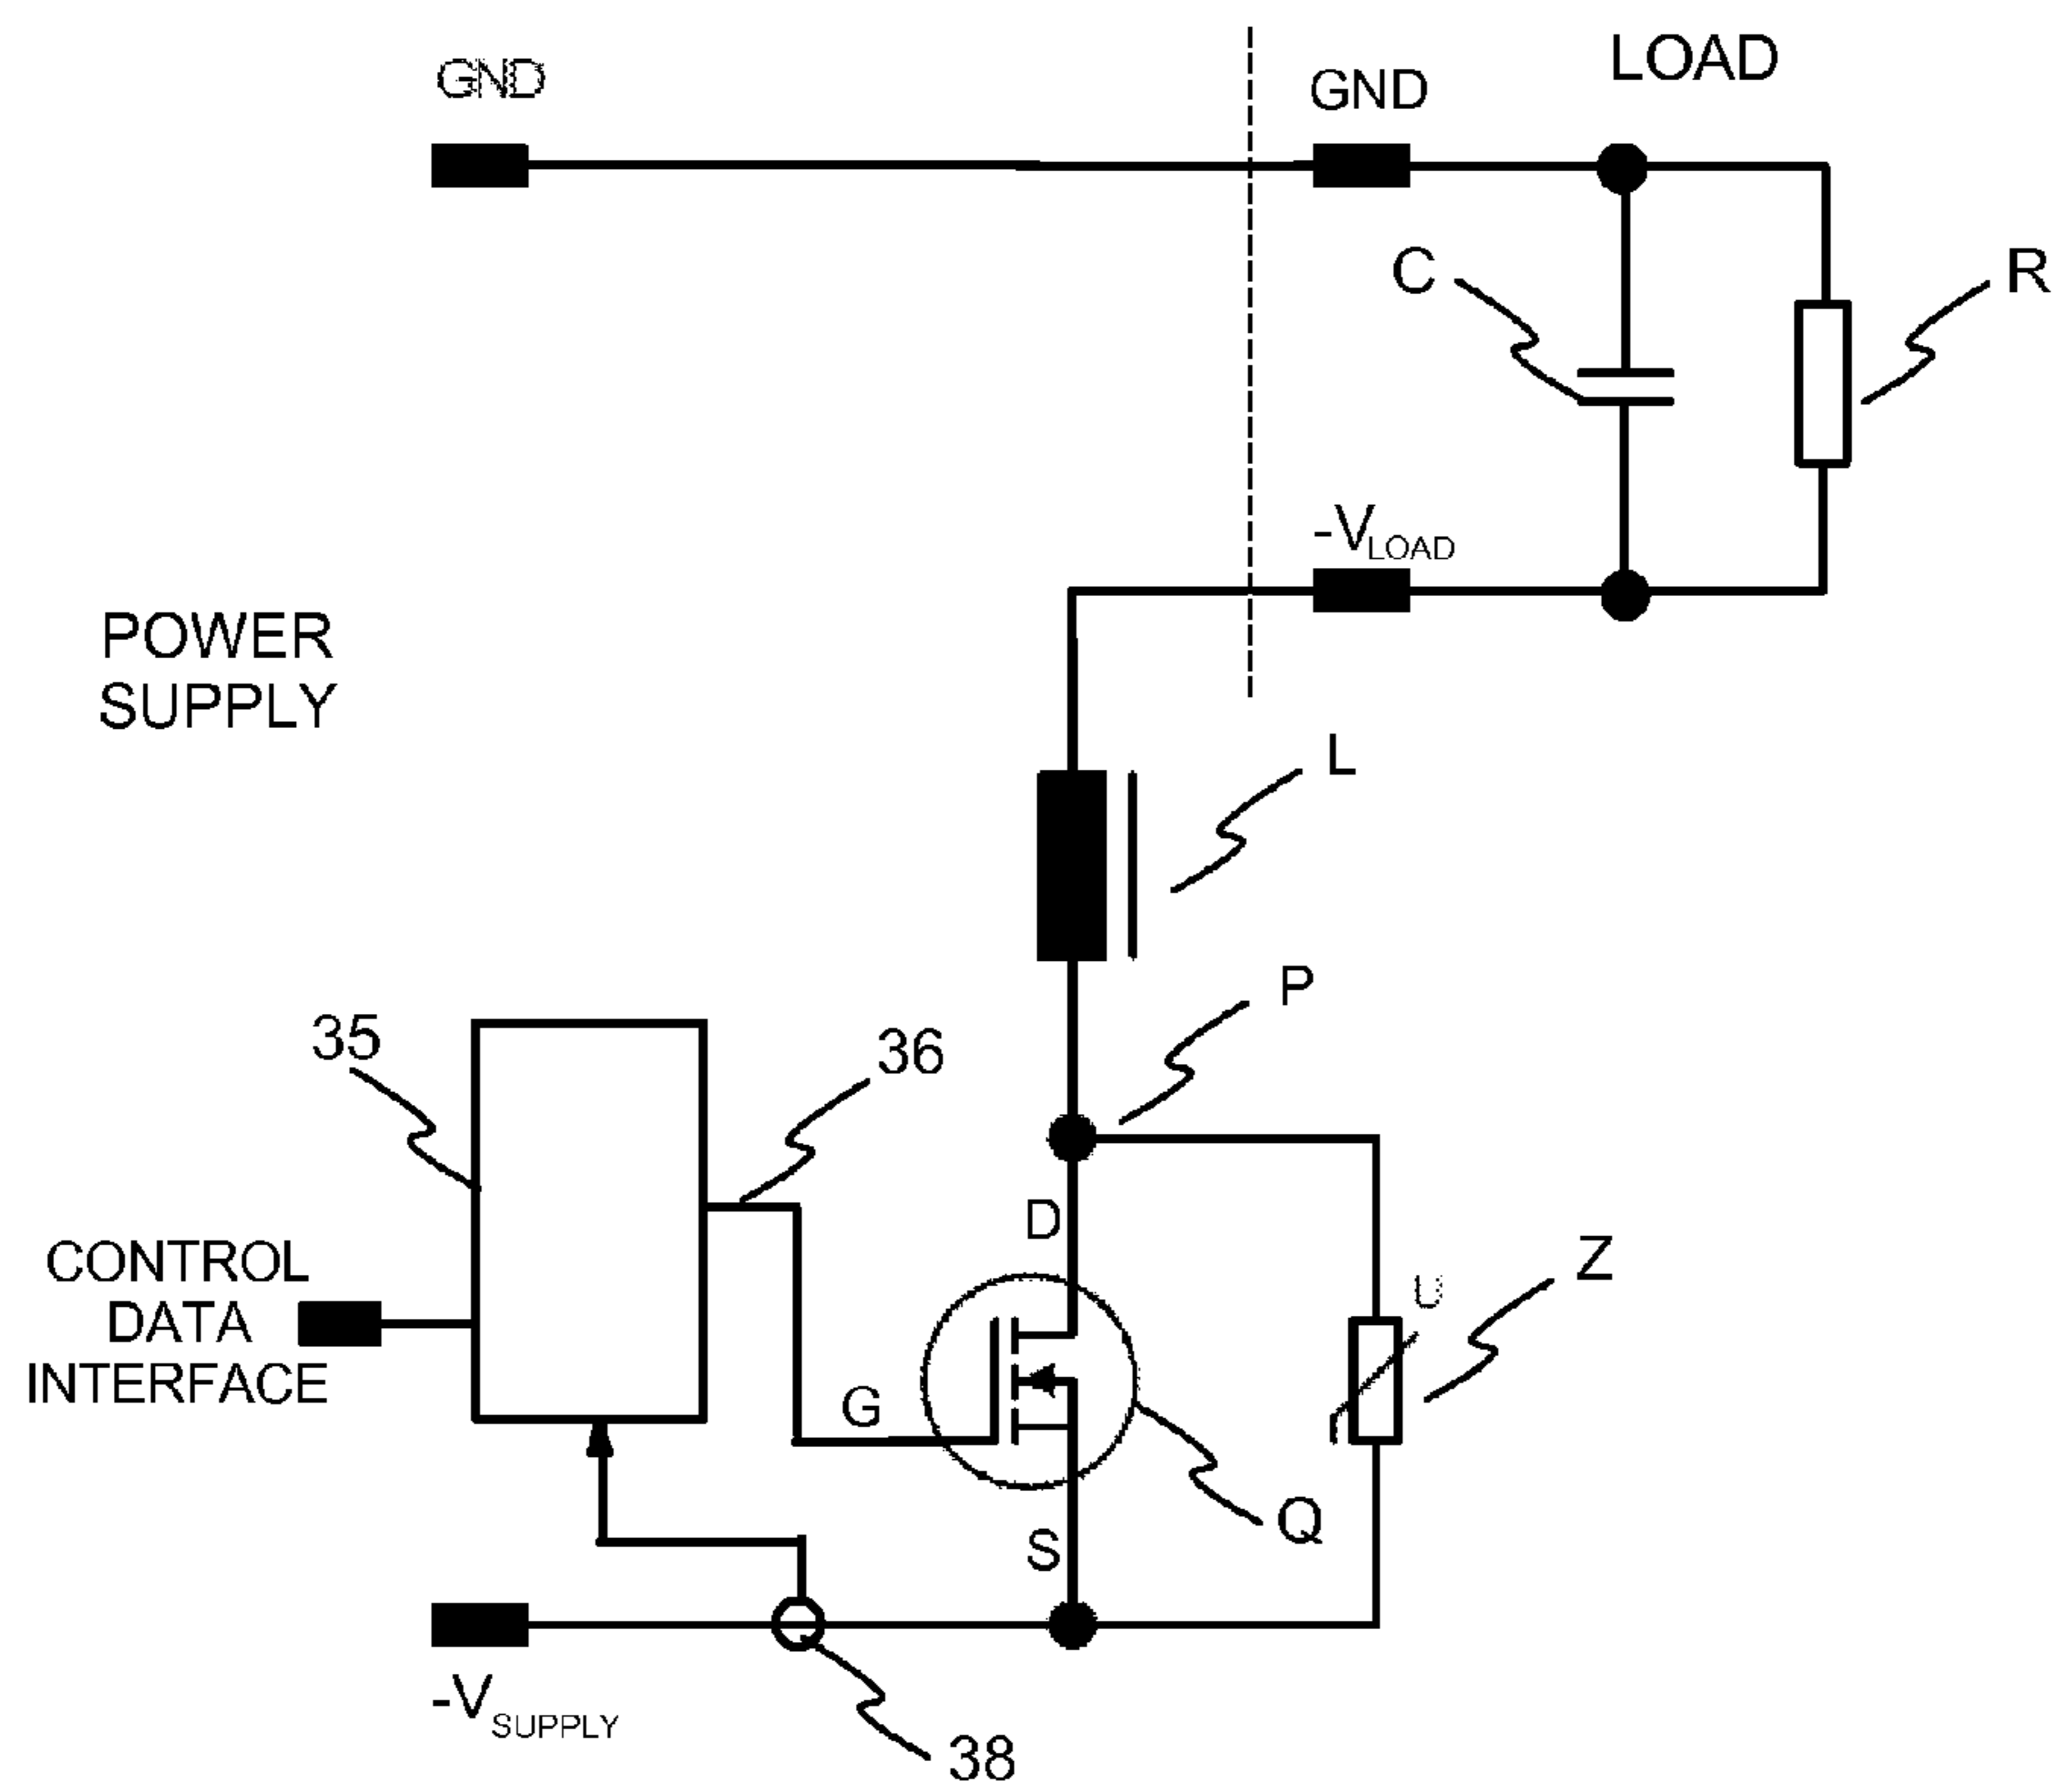 GND
GND
LOAD
C
R
-VLOAD
POWER
SUPPLY
L
P
35
36
D
CONTROL
DATA
INTERFACE
U
Z
G
Q
S
-VSUPPLY
38